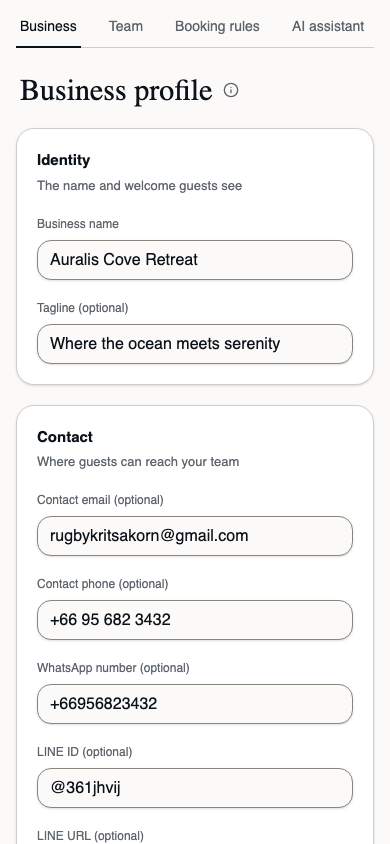 Business Team Booking rules AI assistant
Business profile
Identity
The name and welcome guests see
Business name
Auralis Cove Retreat
Tagline (optional)
Where the ocean meets serenity
Contact
Where guests can reach your team
Contact email (optional)
rugbykritsakorn@gmail.com
Contact phone (optional)
+66 95 682 3432
WhatsApp number (optional)
+66956823432
LINE ID (optional)
@361jhvij
LINE URL (optional)